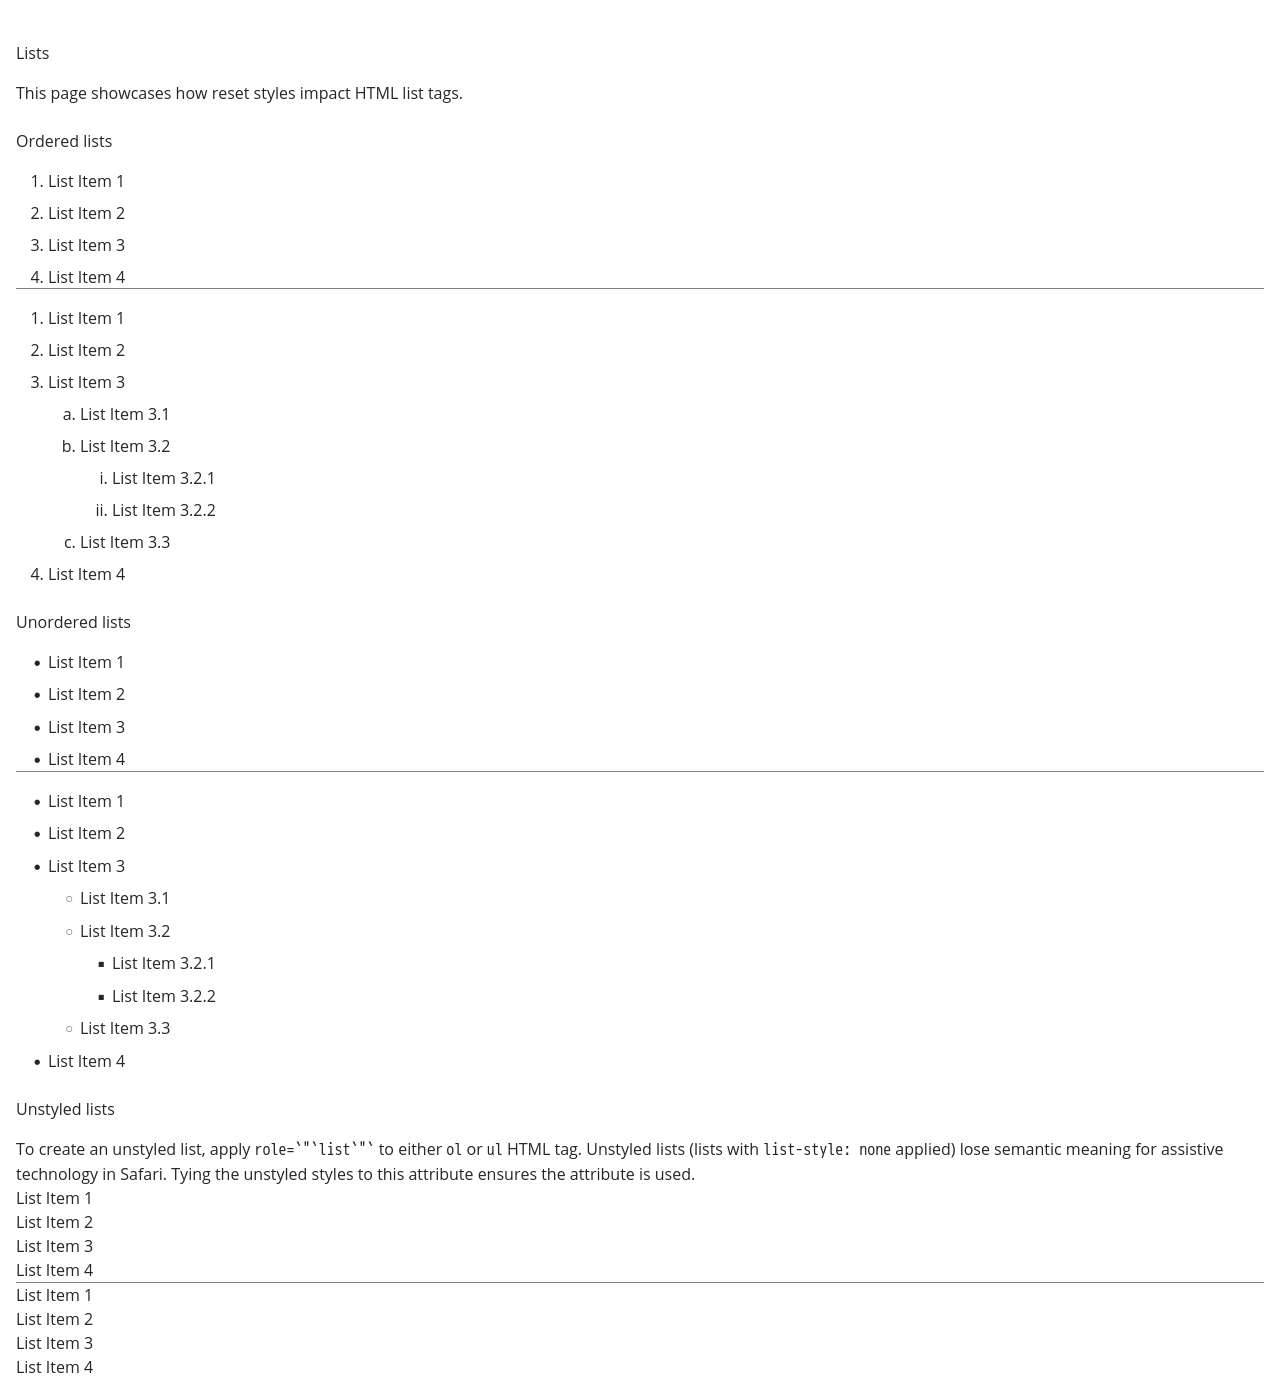 Lists
This page showcases how reset styles impact HTML list tags.
Ordered lists
1. List Item 1
2. List Item 2
3. List Item 3
4. List Item 4
1. List Item 1
2. List Item 2
3. List Item 3
a. List Item 3.1
b. List Item 3.2
i. List Item 3.2.1
ii. List Item 3.2.2
c. List Item 3.3
4. List Item 4
Unordered lists
• List Item 1
• List Item 2
• List Item 3
• List Item 4
• List Item 1
• List Item 2
• List Item 3
○ List Item 3.1
○ List Item 3.2
▪ List Item 3.2.1
▪ List Item 3.2.2
○ List Item 3.3
• List Item 4
Unstyled lists
To create an unstyled list, apply role=`"`list`"` to either ol or ul HTML tag. Unstyled lists (lists with list-style: none applied) lose semantic meaning for assistive
technology in Safari. Tying the unstyled styles to this attribute ensures the attribute is used.
List Item 1
List Item 2
List Item 3
List Item 4
List Item 1
List Item 2
List Item 3
List Item 4